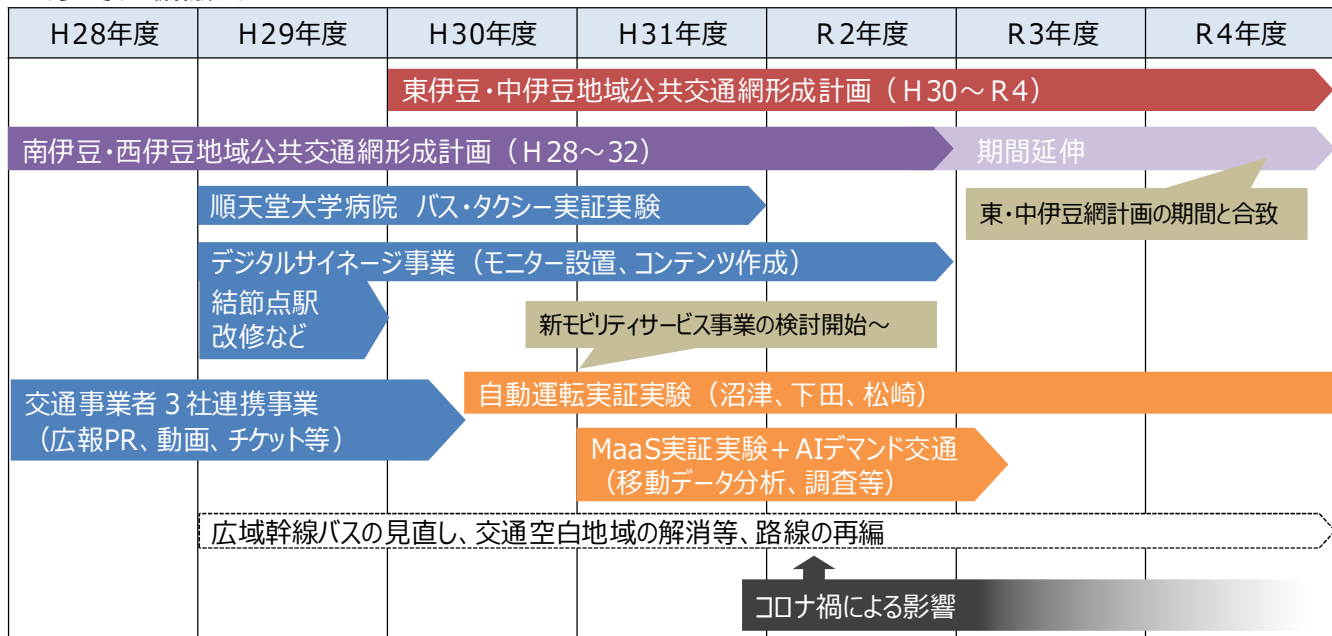 H28年度
H29年度
H30年度
H31年度
R2年度
R3年度
R4年度
東伊豆・中伊豆地域公共交通網形成計画（H30～R4）
南伊豆・西伊豆地域公共交通網形成計画（H28～32）
期間延伸
順天堂大学病院 バス・タクシー実証実験
東・中伊豆網計画の期間と合致
デジタルサイネージ事業（モニター設置、コンテンツ作成）
結節点駅
改修など
新モビリティサービス事業の検討開始～
交通事業者3社連携事業
（広報PR、動画、チケット等）
自動運転実証実験（沼津、下田、松崎）
MaaS実証実験＋AIデマンド交通
（移動データ分析、調査等）
広域幹線バスの見直し、交通空白地域の解消等、路線の再編
コロナ禍による影響